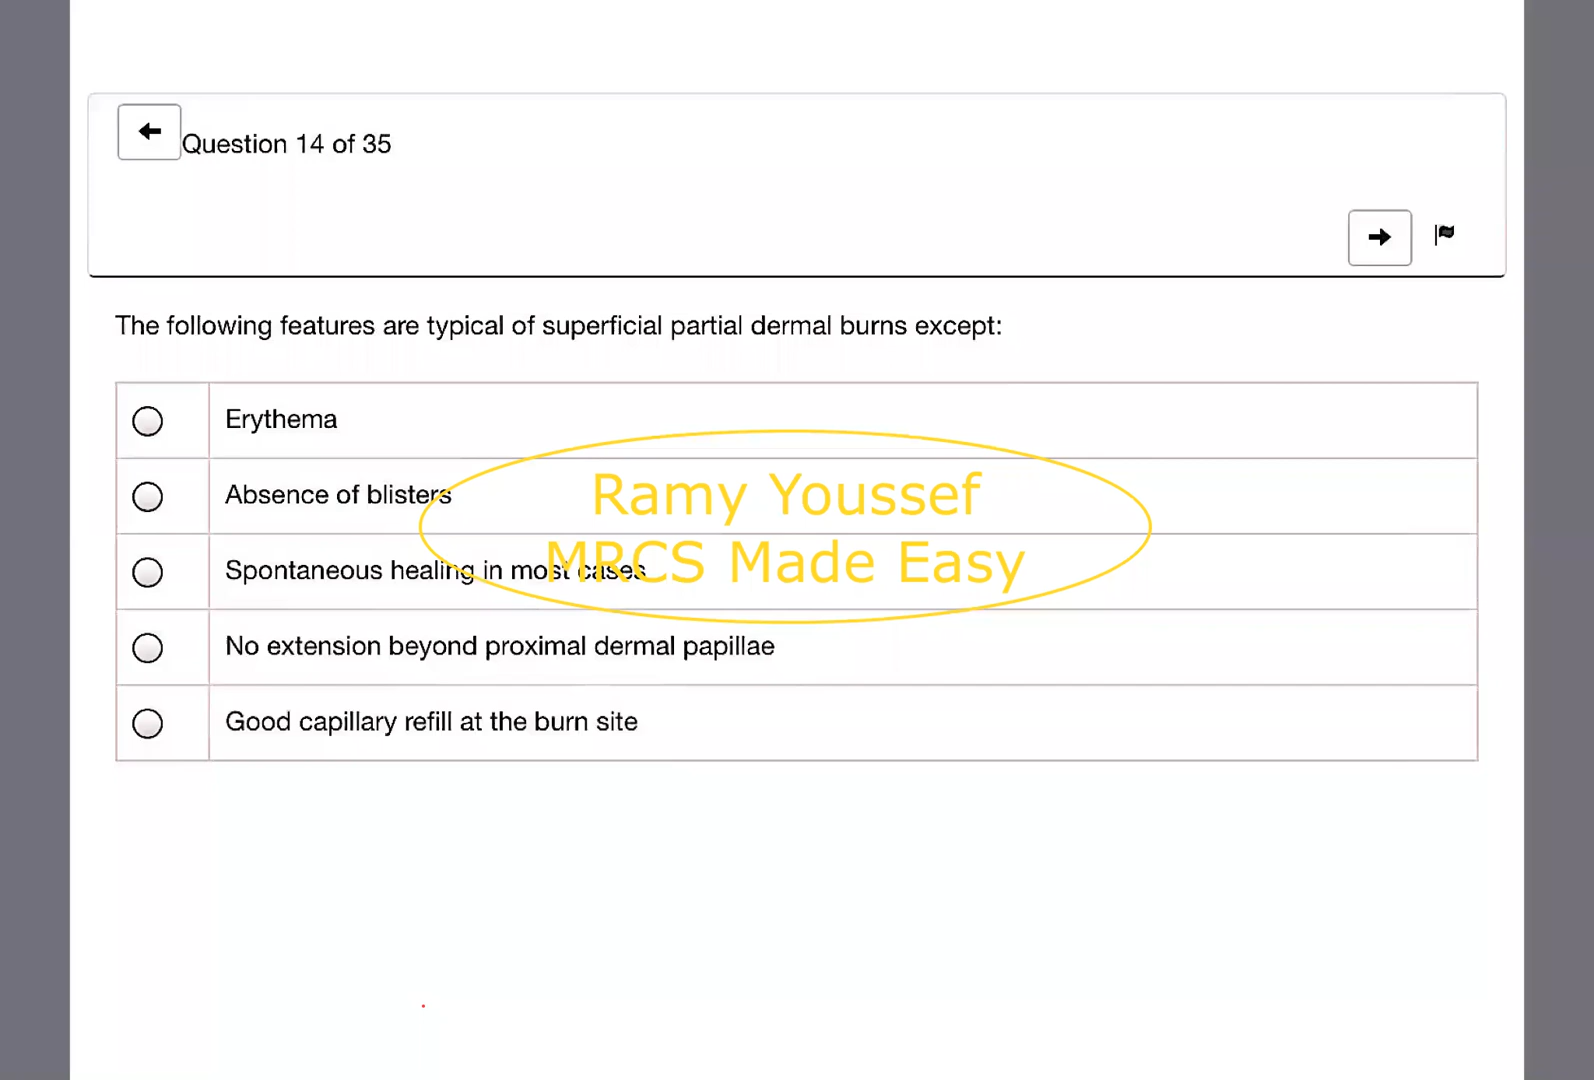 Question 14 of 35
The following features are typical of superficial partial dermal burns except:
Erythema
Absence of blisters
Ramy Youssef
MRCS Made Easy
Spontaneous healing in most cases
No extension beyond proximal dermal papillae
Good capillary refill at the burn site